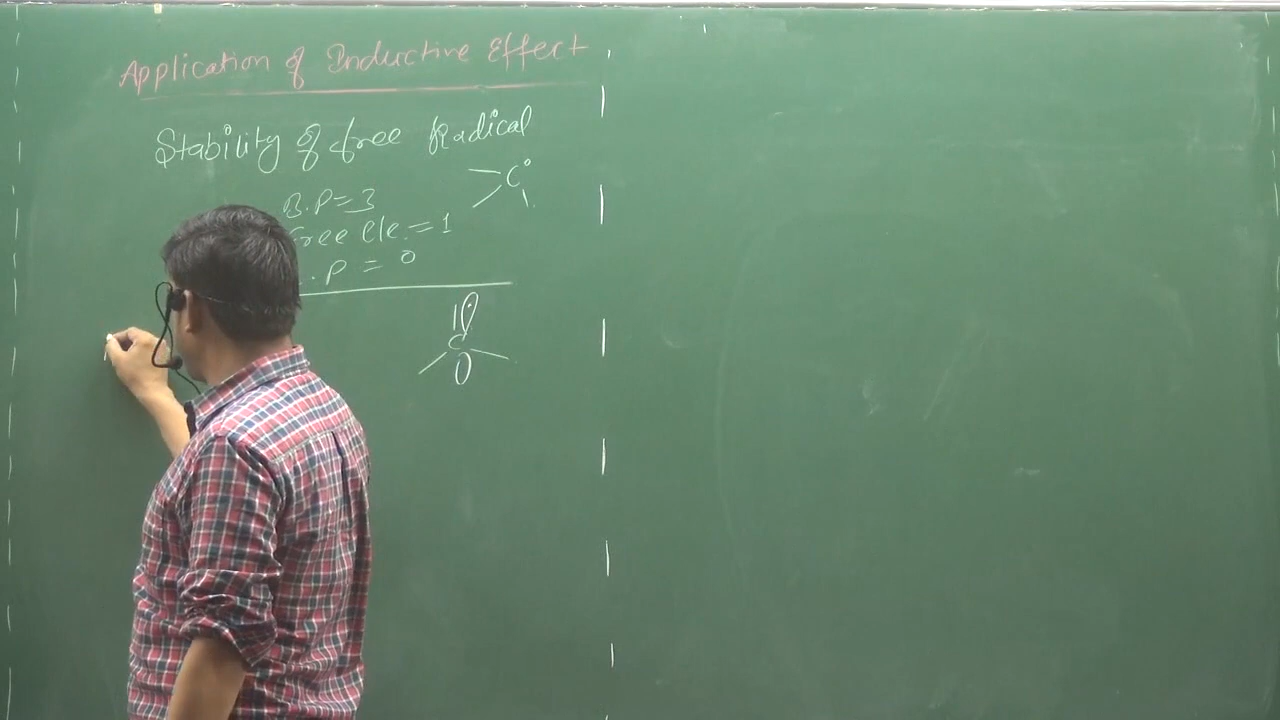 Application of Inductive Effect
Stability of free Radical
C°
B.P=3
free ele.=1
.P = 0
C